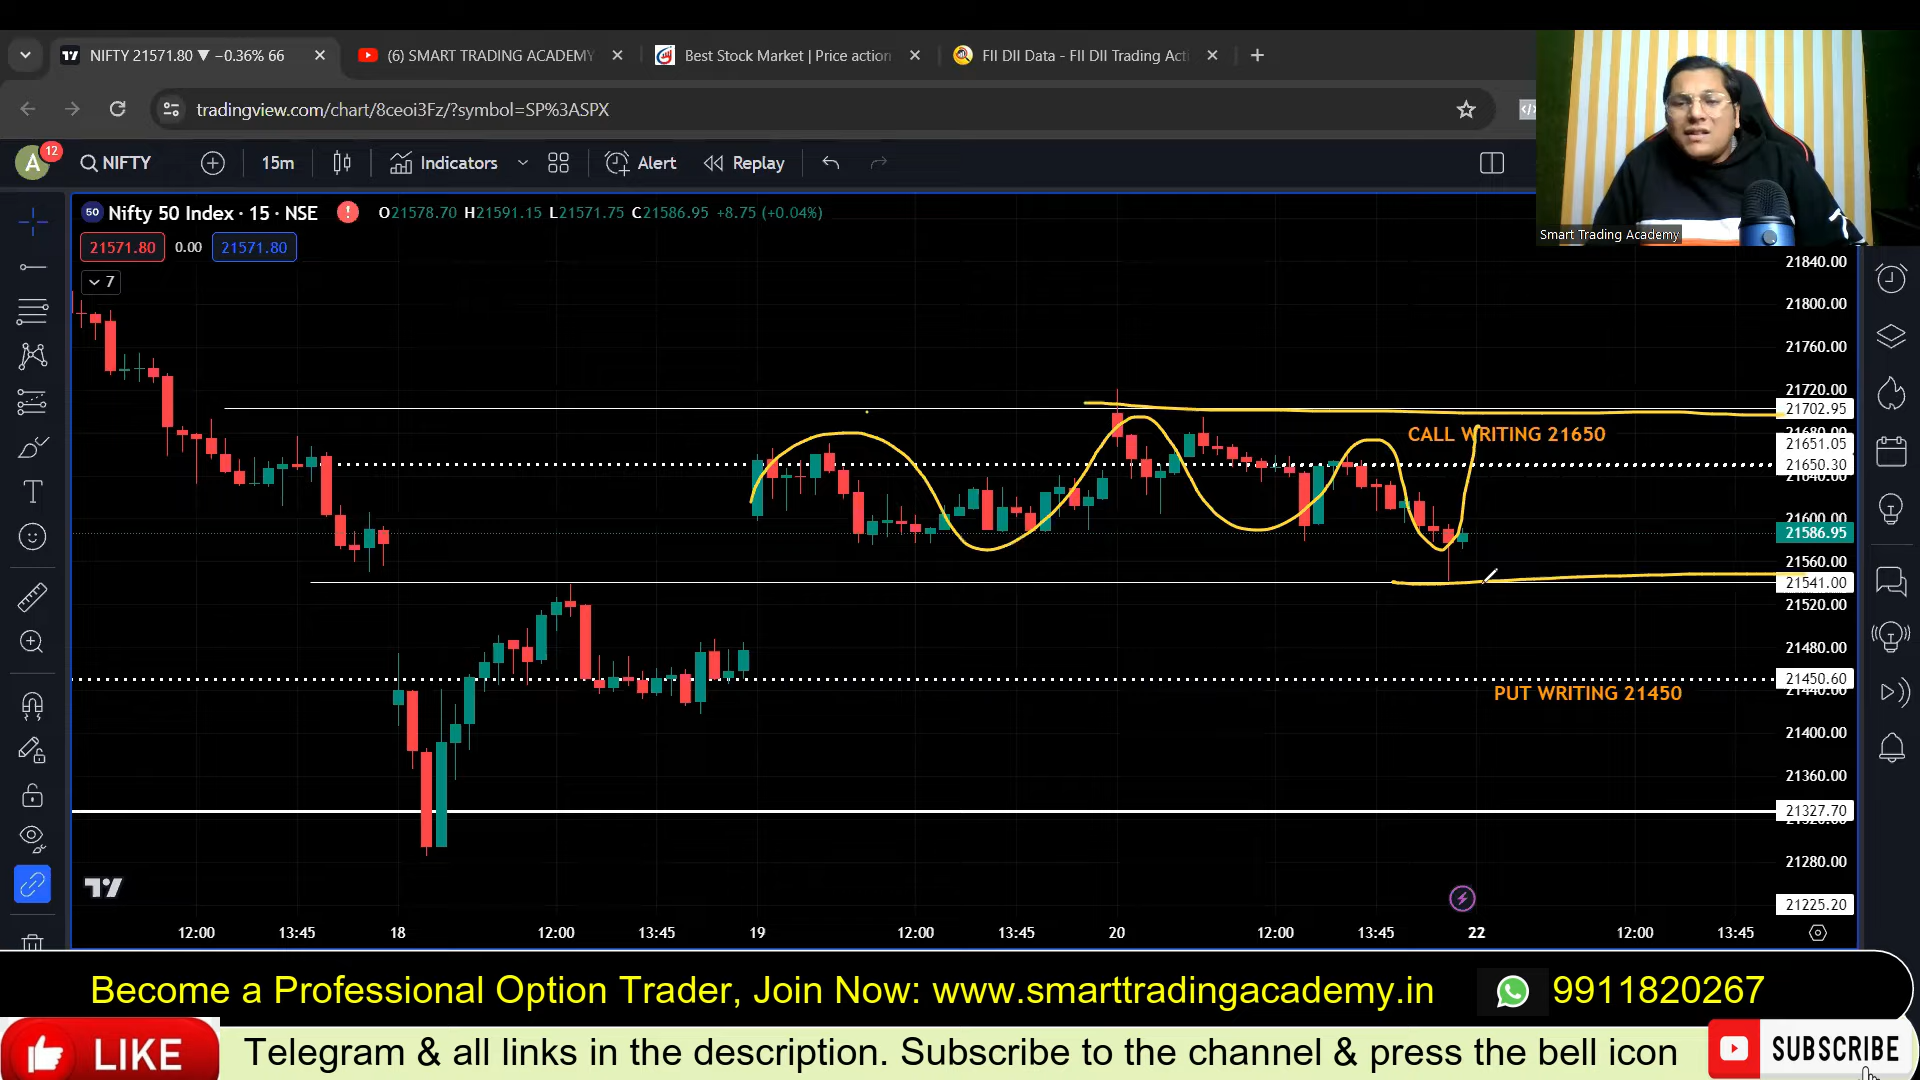 NIFTY 21571.80 ▼ −0.36% 66
(6) SMART TRADING ACADEMY
Best Stock Market | Price action
FII DII Data - FII DII Trading Acti
tradingview.com/chart/8ceoi3Fz/?symbol=SP%3ASPX
A
12
NIFTY
15m
Indicators
Alert
Replay
Smart Trading Academy
50
Nifty 50 Index · 15 · NSE
O21578.70 H21591.15 L21571.75 C21586.95 +8.75 (+0.04%)
21571.80
0.00
21571.80
7
21840.00
21800.00
21760.00
21720.00
21702.95
CALL WRITING 21650
21651.05
21650.30
21600.00
21586.95
21560.00
21541.00
21520.00
21480.00
21450.60
PUT WRITING 21450
21400.00
21360.00
21327.70
21280.00
21225.20
12:00
13:45
18
12:00
13:45
19
12:00
13:45
20
12:00
13:45
22
12:00
13:45
Become a Professional Option Trader, Join Now: www.smarttradingacademy.in
9911820267
LIKE
Telegram & all links in the description. Subscribe to the channel & press the bell icon
SUBSCRIBE